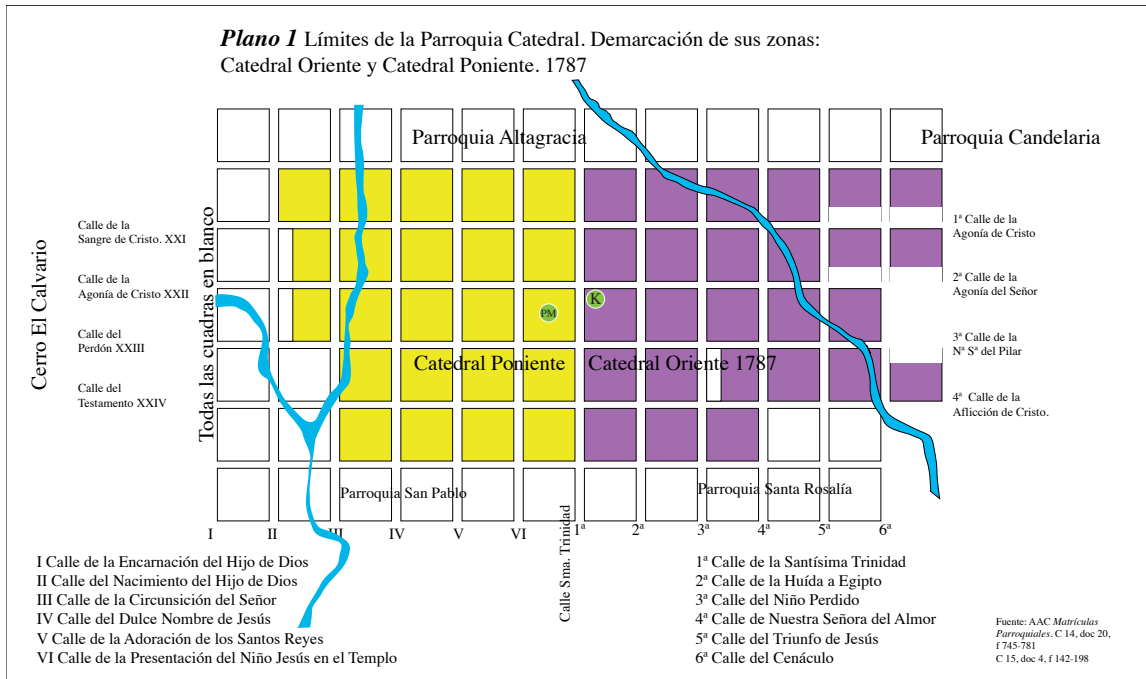 Plano 1 Límites de la Parroquia Catedral. Demarcación de sus zonas:
Catedral Oriente y Catedral Poniente. 1787
Parroquia Altagracia
Parroquia Candelaria
Cerro El Calvario
Calle de la
Sangre de Cristo. XXI
Calle de la
Agonía de Cristo XXII
Calle del
Perdón XXIII
Calle del
Testamento XXIV
Todas las cuadras en blanco
PM
K
Catedral Poniente
Catedral Oriente 1787
1ª Calle de la
Agonía de Cristo
2ª Calle de la
Agonía del Señor
3ª Calle de la
Nª Sª del Pilar
4ª Calle de la
Aflicción de Cristo.
Parroquia San Pablo
Parroquia Santa Rosalía
I II III IV V VI 1ª 2ª 3ª 4ª 5ª 6ª
Calle Sma. Trinidad
I Calle de la Encarnación del Hijo de Dios
II Calle del Nacimiento del Hijo de Dios
III Calle de la Circunsición del Señor
IV Calle del Dulce Nombre de Jesús
V Calle de la Adoración de los Santos Reyes
VI Calle de la Presentación del Niño Jesús en el Templo
1ª Calle de la Santísima Trinidad
2ª Calle de la Huída a Egipto
3ª Calle del Niño Perdido
4ª Calle de Nuestra Señora del Almor
5ª Calle del Triunfo de Jesús
6ª Calle del Cenáculo
Fuente: AAC Matrículas
Parroquiales. C 14, doc 20,
f 745-781
C 15, doc 4, f 142-198